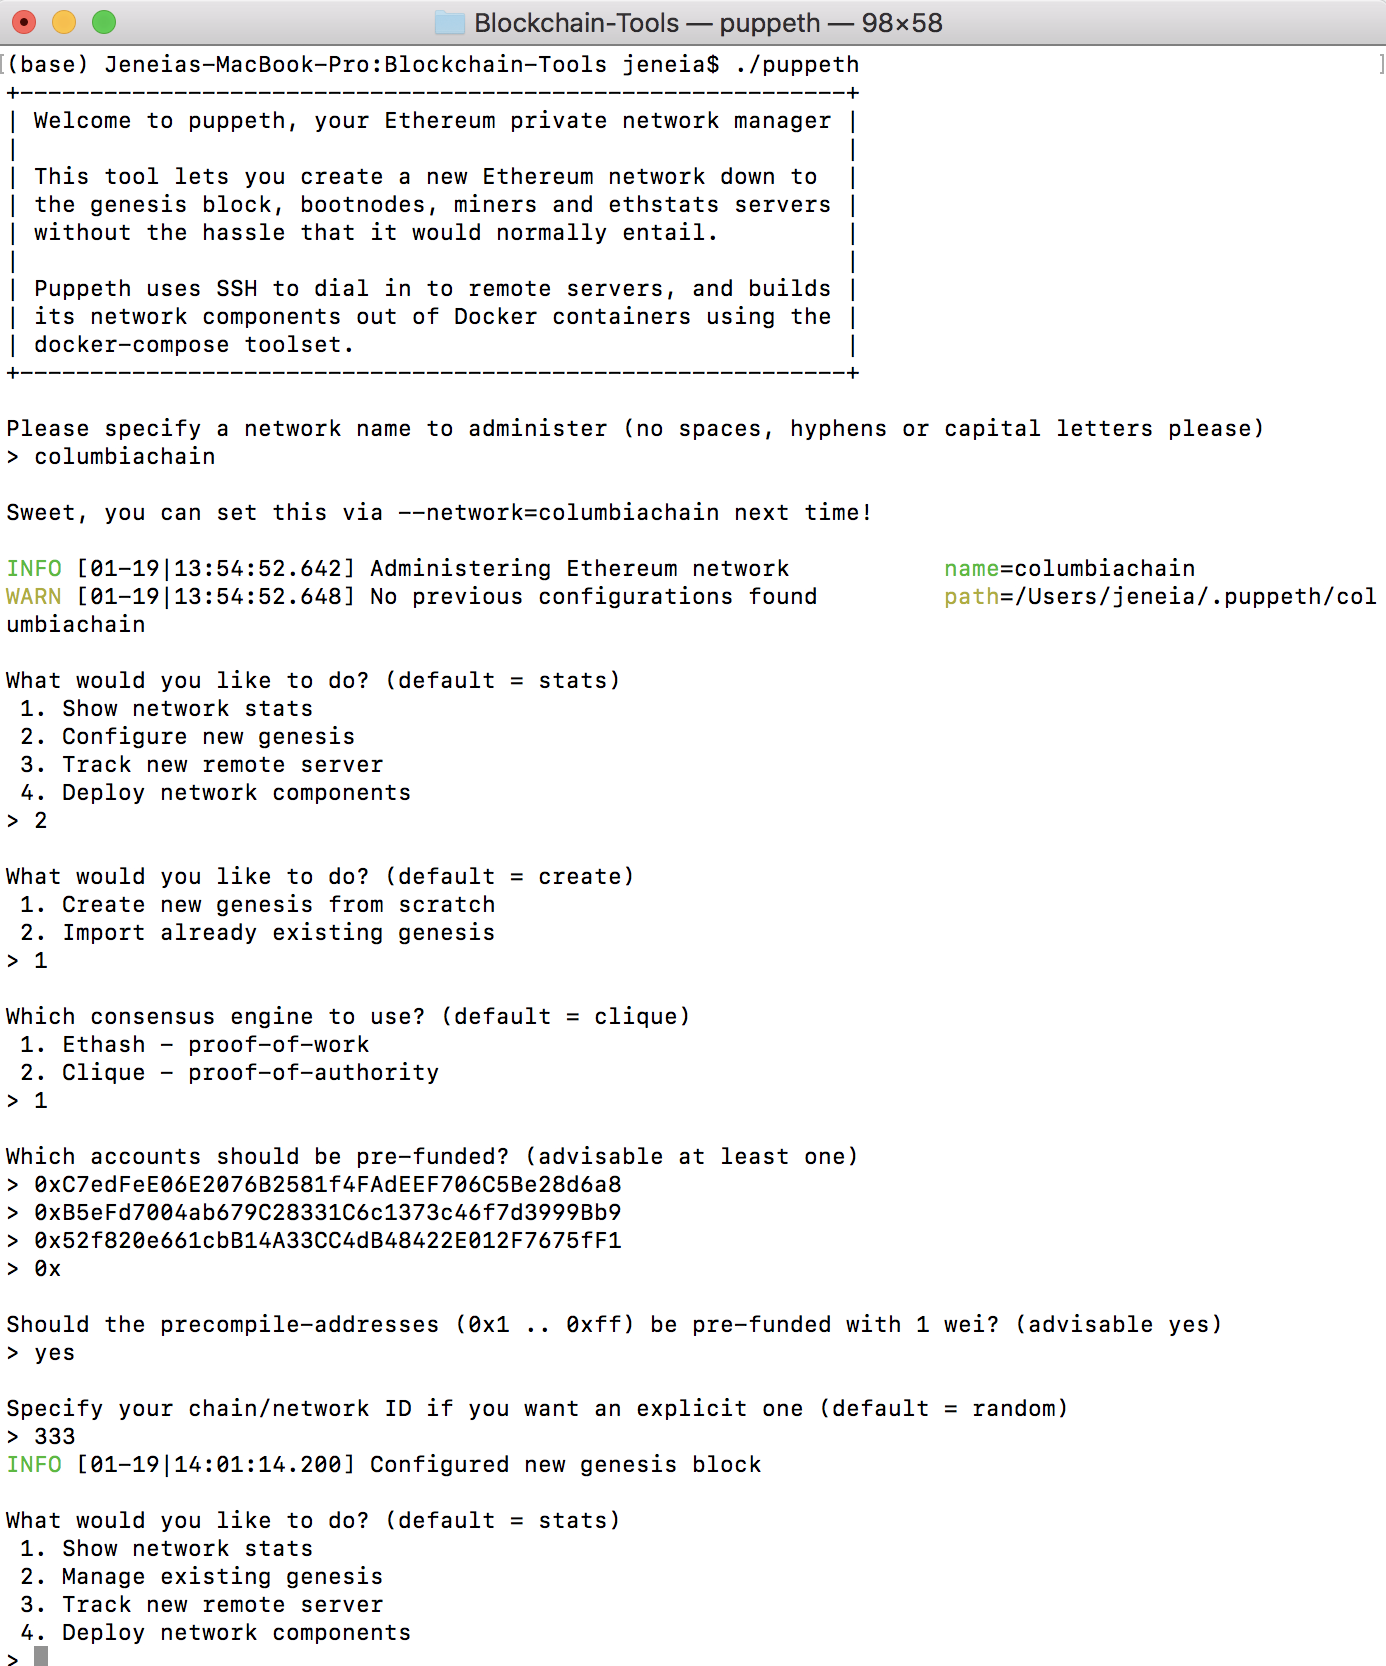 Blockchain-Tools — puppeth — 98×58
(base) Jeneias-MacBook-Pro:Blockchain-Tools jeneia$ ./puppeth
+-----------------------------------------------------------+
| Welcome to puppeth, your Ethereum private network manager |
|                                                           |
| This tool lets you create a new Ethereum network down to  |
| the genesis block, bootnodes, miners and ethstats servers |
| without the hassle that it would normally entail.         |
|                                                           |
| Puppeth uses SSH to dial in to remote servers, and builds |
| its network components out of Docker containers using the |
| docker-compose toolset.                                   |
+-----------------------------------------------------------+
Please specify a network name to administer (no spaces, hyphens or capital letters please)
> columbiachain
Sweet, you can set this via --network=columbiachain next time!
INFO [01-19|13:54:52.642] Administering Ethereum network           name=columbiachain
WARN [01-19|13:54:52.648] No previous configurations found         path=/Users/jeneia/.puppeth/col
umbiachain
What would you like to do? (default = stats)
 1. Show network stats
 2. Configure new genesis
 3. Track new remote server
 4. Deploy network components
> 2
What would you like to do? (default = create)
 1. Create new genesis from scratch
 2. Import already existing genesis
> 1
Which consensus engine to use? (default = clique)
 1. Ethash - proof-of-work
 2. Clique - proof-of-authority
> 1
Which accounts should be pre-funded? (advisable at least one)
> 0xC7edFeE06E2076B2581f4FAdEEF706C5Be28d6a8
> 0xB5eFd7004ab679C28331C6c1373c46f7d3999Bb9
> 0x52f820e661cbB14A33CC4dB48422E012F7675fF1
> 0x
Should the precompile-addresses (0x1 .. 0xff) be pre-funded with 1 wei? (advisable yes)
> yes
Specify your chain/network ID if you want an explicit one (default = random)
> 333
INFO [01-19|14:01:14.200] Configured new genesis block
What would you like to do? (default = stats)
 1. Show network stats
 2. Manage existing genesis
 3. Track new remote server
 4. Deploy network components
>